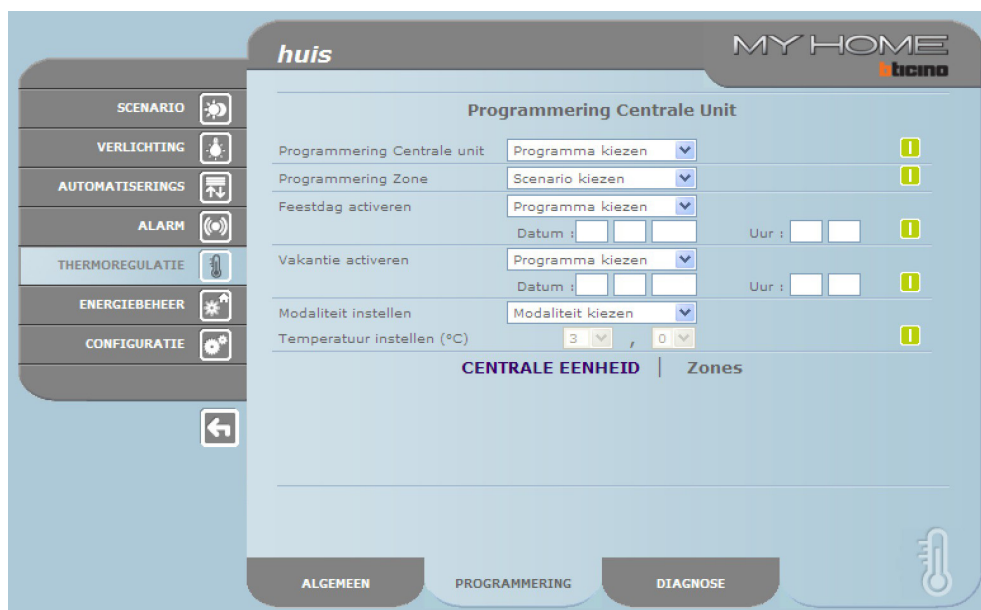 huis
MY HOME
bticino
SCENARIO
VERLICHTING
AUTOMATISERINGS
ALARM
THERMOREGULATIE
ENERGIEBEHEER
CONFIGURATIE
Programmering Centrale Unit
Programmering Centrale unit Programma kiezen
Programmering Zone Scenario kiezen
Feestdag activeren Programma kiezen
Datum : Uur :
Vakantie activeren Programma kiezen
Datum : Uur :
Modaliteit instellen Modaliteit kiezen
Temperatuur instellen (°C) 3 , 0
CENTRALE EENHEID | Zones
ALGEMEEN PROGRAMMERING DIAGNOSE